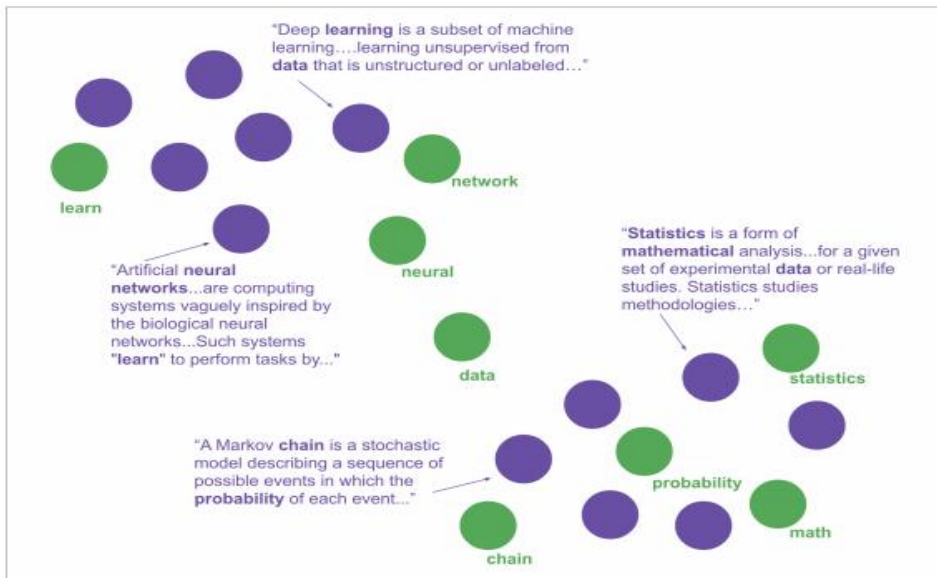 “Deep learning is a subset of machine
learning….learning unsupervised from
data that is unstructured or unlabeled…”
network
learn
“Statistics is a form of
mathematical analysis...for a given
set of experimental data or real-life
studies. Statistics studies
methodologies…”
“Artificial neural
networks...are computing
systems vaguely inspired by
the biological neural
networks...Such systems
"learn" to perform tasks by..."
neural
data
statistics
“A Markov chain is a stochastic
model describing a sequence of
possible events in which the
probability of each event...”
probability
math
chain